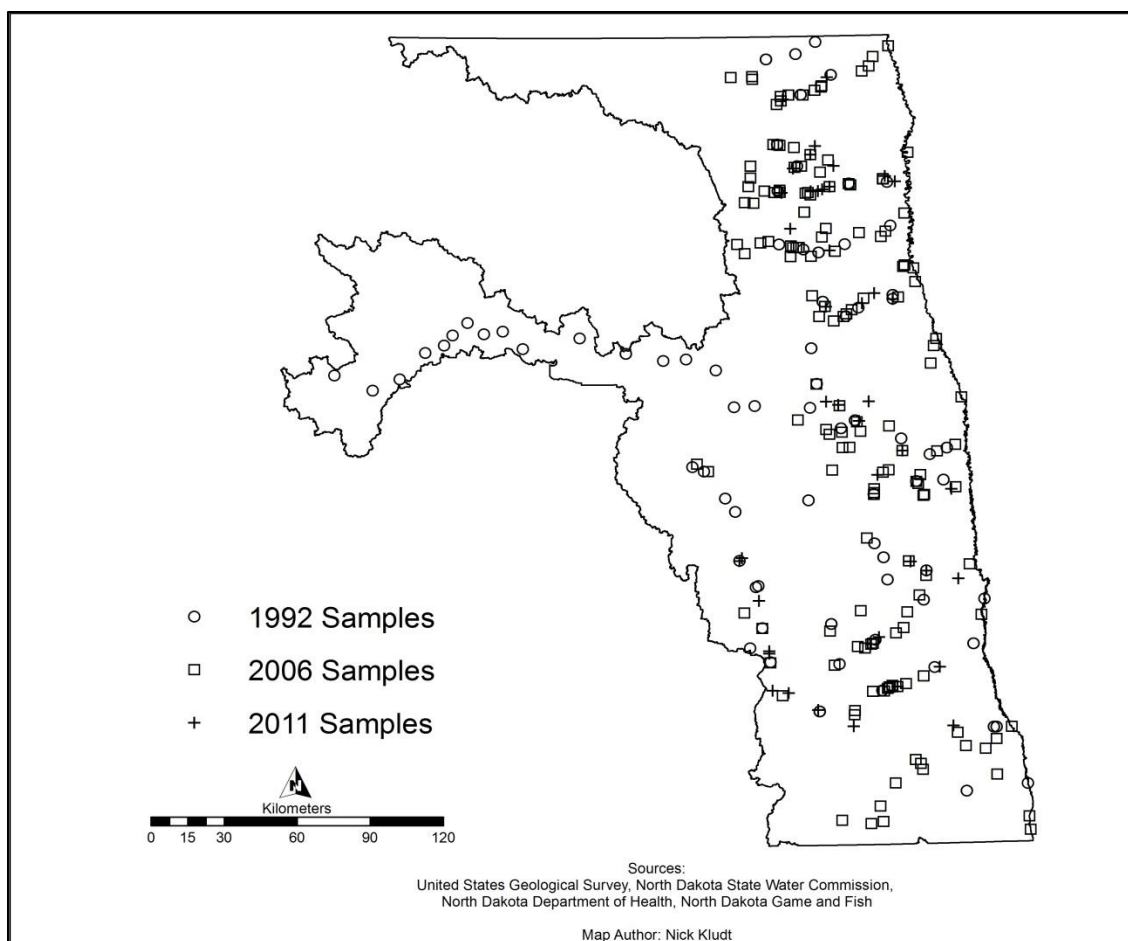 1992 Samples
2006 Samples
2011 Samples
N
Kilometers
0 15 30 60 90 120
Sources:
United States Geological Survey, North Dakota State Water Commission,
North Dakota Department of Health, North Dakota Game and Fish
Map Author: Nick Kludt